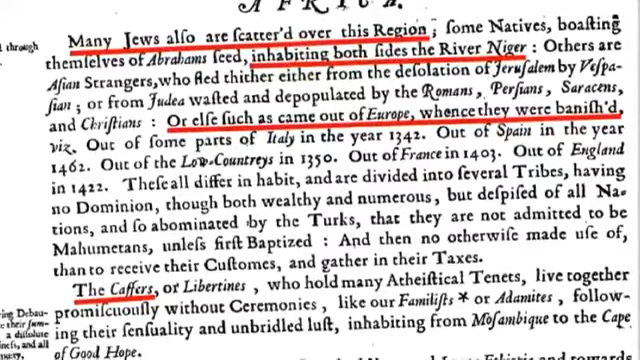 AFRICA.
Many Jews alſo are ſcatter'd over this Region; ſome Natives, boaſting
themſelves of Abrahams ſeed, inhabiting both ſides the River Niger: Others are
Aſian Strangers, who fled thither either from the deſolation of Jeruſalem by Veſpa-
ſian; or from Judea waſted and depopulated by the Romans, Perſians, Saracens,
and Chriſtians: Or elſe ſuch as came out of Europe, whence they were baniſh'd,
viz. Out of ſome parts of Italy in the year 1342. Out of Spain in the year
1462. Out of the Low-Countreys in 1350. Out of France in 1403. Out of England
in 1422. Theſe all differ in habit, and are divided into ſeveral Tribes, having
no Dominion, though both wealthy and numerous, but deſpiſed of all Na-
tions, and ſo abominated by the Turks, that they are not admitted to be
Mahumetans, unleſs firſt Baptized: And then no otherwiſe made uſe of,
than to receive their Cuſtomes, and gather in their Taxes.
The Caffers, or Libertines, who hold many Atheiſtical Tenets, live together
promiſcuouſly without Ceremonies, like our Familiſts * or Adamites, follow-
ing their ſenſuality and unbridled luſt, inhabiting from Moſambique to the Cape
of Good Hope.
through
ring Debau-
their
a diſſolute
and all